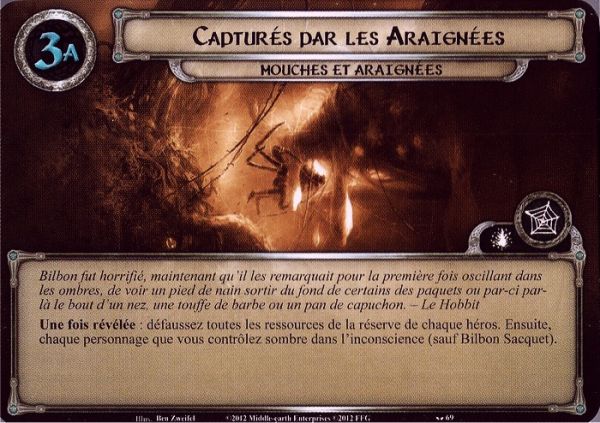 3A
CAPTURÉS PAR LES ARAIGNÉES
MOUCHES ET ARAIGNÉES
Bilbon fut horrifié, maintenant qu'il les remarquait pour la première fois oscillant dans
les ombres, de voir un pied de nain sortir du fond de certains des paquets ou par-ci par-
là le bout d'un nez, une touffe de barbe ou un pan de capuchon. – Le Hobbit
Une fois révélée : défaussez toutes les ressources de la réserve de chaque héros. Ensuite,
chaque personnage que vous contrôlez sombre dans l'inconscience (sauf Bilbon Sacquet).
Illus. Ben Zweifel ©2012 Middle-earth Enterprises ©2012 FFG 69